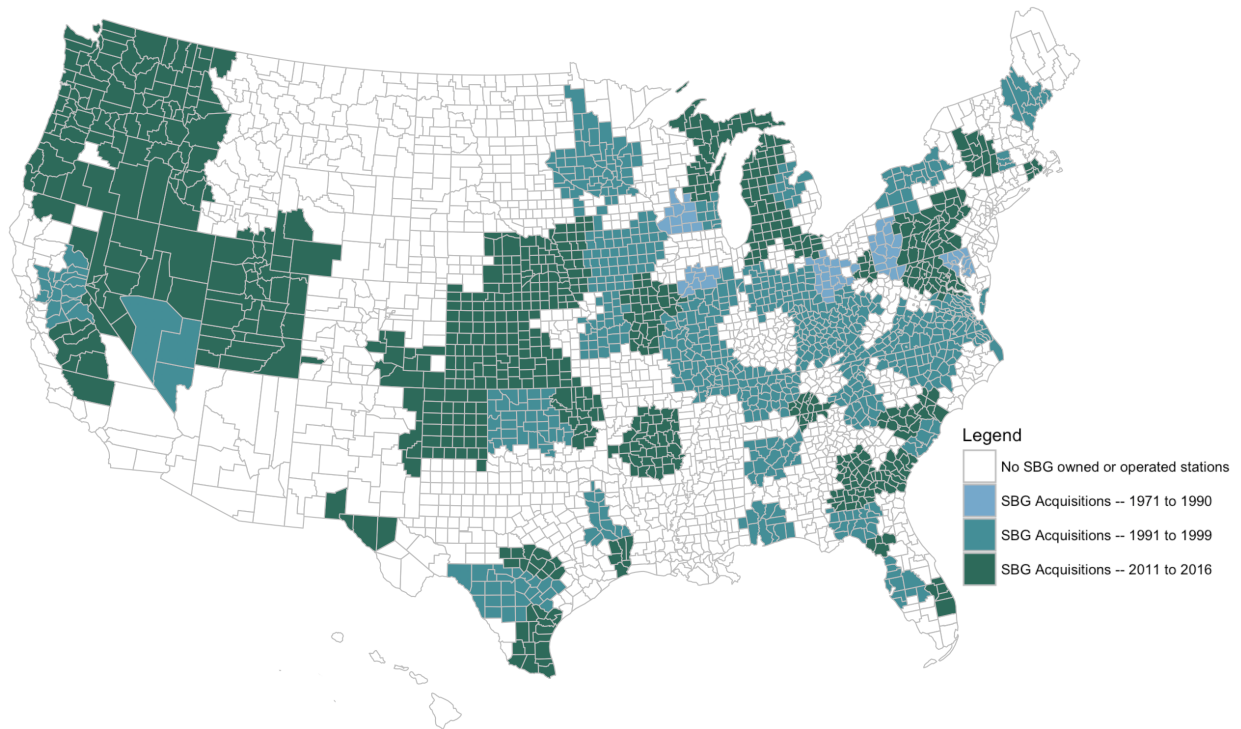 Legend
No SBG owned or operated stations
SBG Acquisitions -- 1971 to 1990
SBG Acquisitions -- 1991 to 1999
SBG Acquisitions -- 2011 to 2016